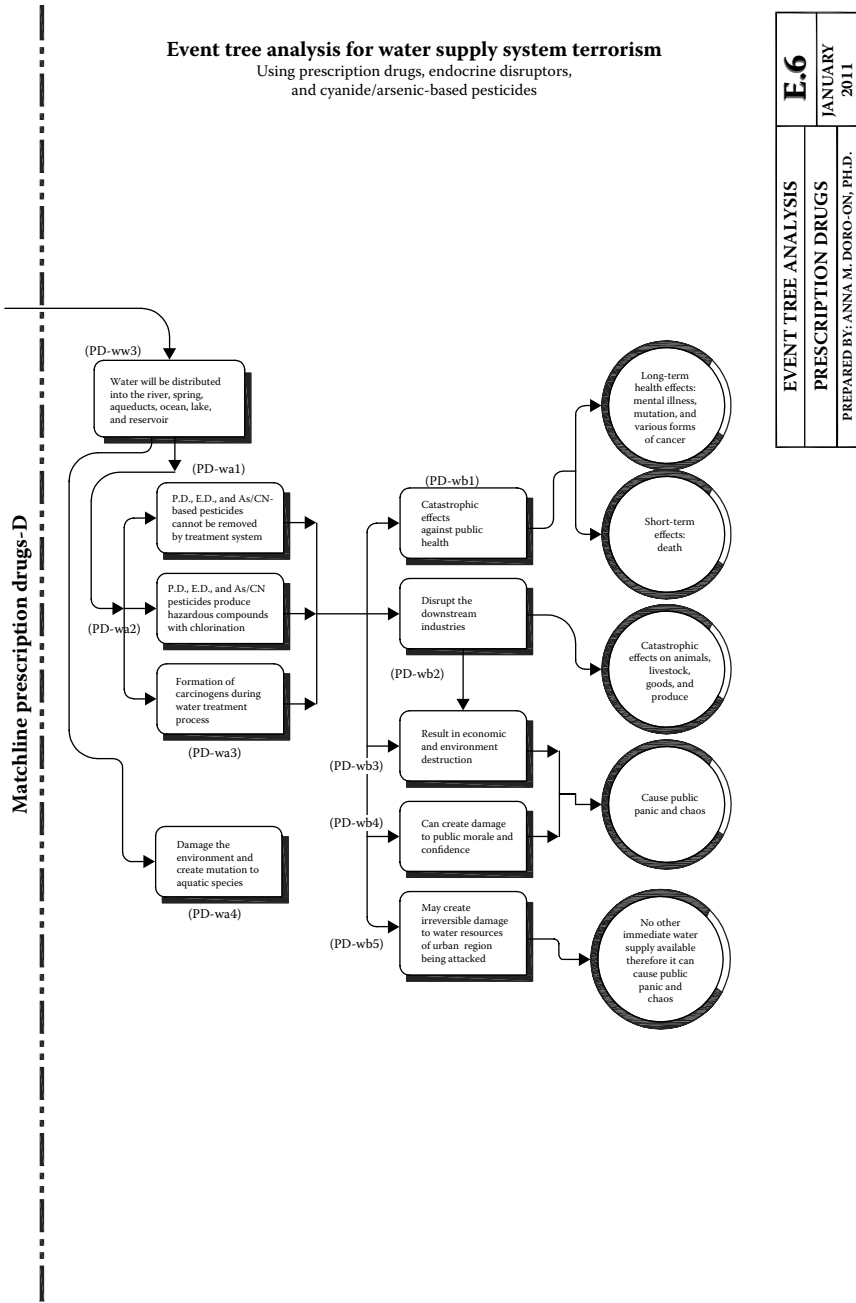 Event tree analysis for water supply system terrorism
Using prescription drugs, endocrine disruptors,
and cyanide/arsenic-based pesticides
E.6
JANUARY
2011
EVENT TREE ANALYSIS
PRESCRIPTION DRUGS
PREPARED BY: ANNA M. DORO-ON, PH.D.
Matchline prescription drugs-D
(PD-ww3)
Water will be distributed
into the river, spring,
aqueducts, ocean, lake,
and reservoir
(PD-wa1)
P.D., E.D., and As/CN-
based pesticides
cannot be removed
by treatment system
(PD-wa2)
P.D., E.D., and As/CN
pesticides produce
hazardous compounds
with chlorination
Formation of
carcinogens during
water treatment
process
(PD-wa3)
Damage the
environment and
create mutation to
aquatic species
(PD-wa4)
(PD-wb1)
Catastrophic
effects
against public
health
Disrupt the
downstream
industries
(PD-wb2)
Result in economic
and environment
destruction
(PD-wb3)
(PD-wb4)
Can create damage
to public morale and
confidence
May create
irreversible damage
to water resources
of urban region
being attacked
(PD-wb5)
Long-term
health effects:
mental illness,
mutation, and
various forms
of cancer
Short-term
effects:
death
Catastrophic
effects on animals,
livestock,
goods, and
produce
Cause public
panic and chaos
No other
immediate water
supply available
therefore it can
cause public
panic and
chaos